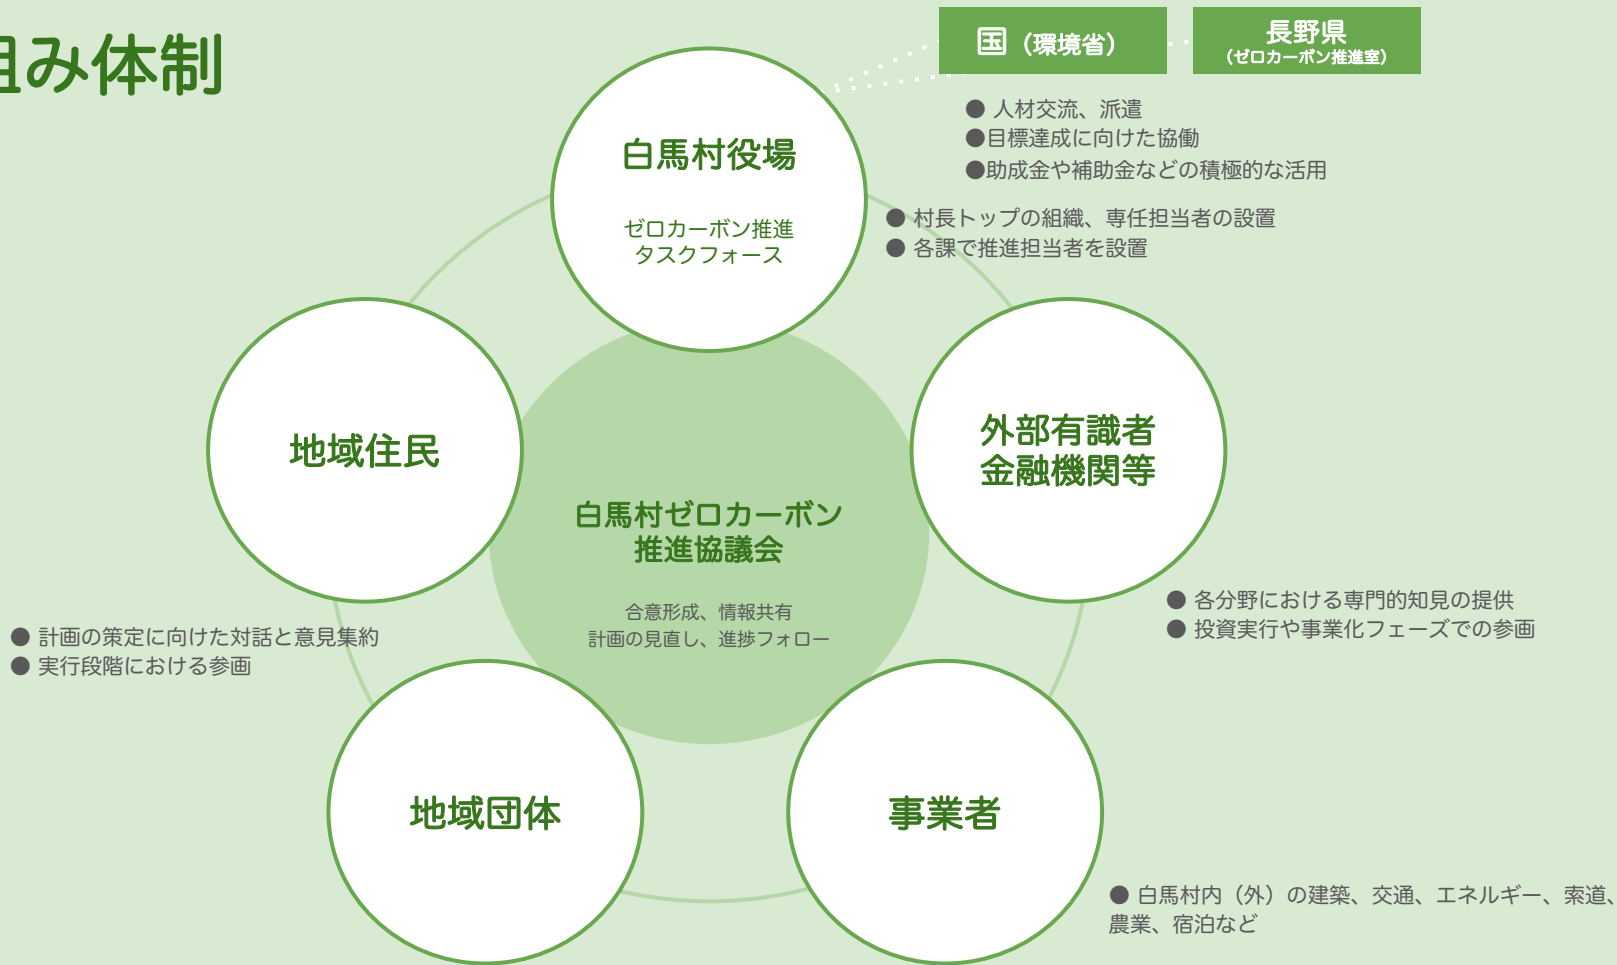 組み体制
国（環境省）
長野県
（ゼロカーボン推進室）
● 人材交流、派遣
●目標達成に向けた協働
●助成金や補助金などの積極的な活用
白馬村役場
ゼロカーボン推進
タスクフォース
● 村長トップの組織、専任担当者の設置
● 各課で推進担当者を設置
地域住民
外部有識者
金融機関等
白馬村ゼロカーボン
推進協議会
合意形成、情報共有
計画の見直し、進捗フォロー
● 計画の策定に向けた対話と意見集約
● 実行段階における参画
● 各分野における専門的知見の提供
● 投資実行や事業化フェーズでの参画
地域団体
事業者
● 白馬村内（外）の建築、交通、エネルギー、索道、
農業、宿泊など